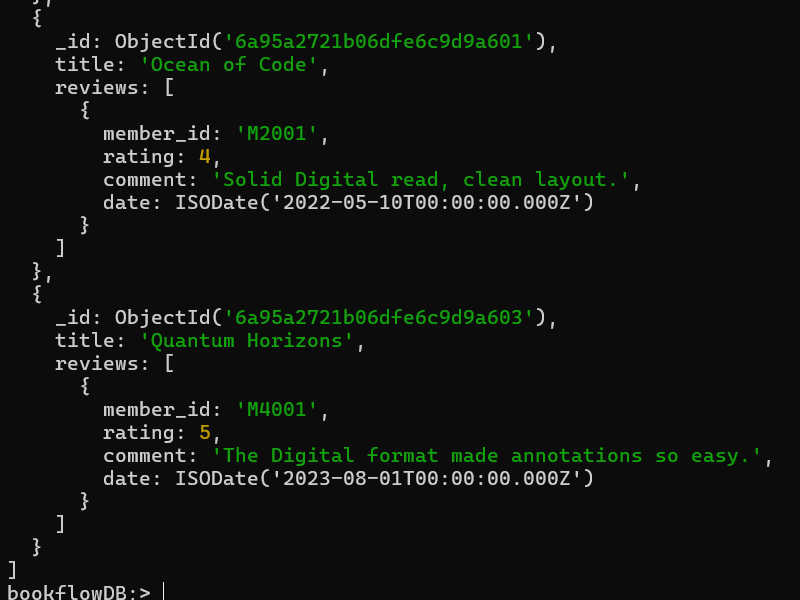 },
  {
    _id: ObjectId('6a95a2721b06dfe6c9d9a601'),
    title: 'Ocean of Code',
    reviews: [
      {
        member_id: 'M2001',
        rating: 4,
        comment: 'Solid Digital read, clean layout.',
        date: ISODate('2022-05-10T00:00:00.000Z')
      }
    ]
  },
  {
    _id: ObjectId('6a95a2721b06dfe6c9d9a603'),
    title: 'Quantum Horizons',
    reviews: [
      {
        member_id: 'M4001',
        rating: 5,
        comment: 'The Digital format made annotations so easy.',
        date: ISODate('2023-08-01T00:00:00.000Z')
      }
    ]
  }
]
bookflowDB:>